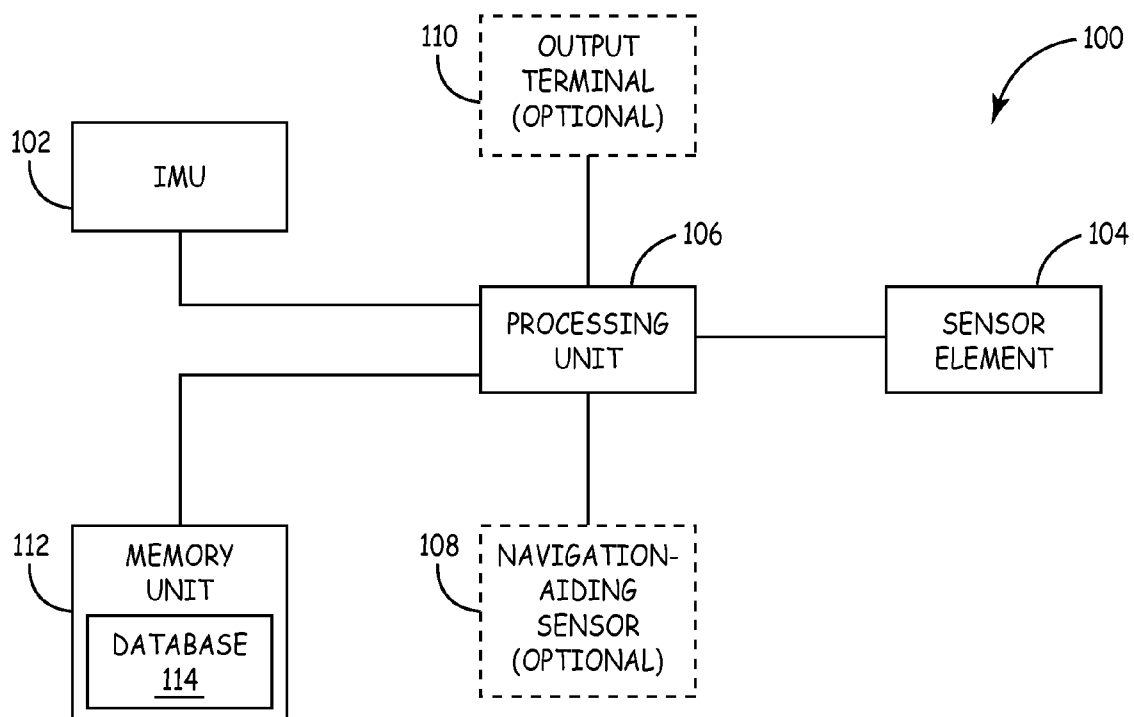 110
OUTPUT
TERMINAL
(OPTIONAL)
100
102
IMU
106
PROCESSING
UNIT
104
SENSOR
ELEMENT
112
MEMORY
UNIT
DATABASE
114
108
NAVIGATION-
AIDING
SENSOR
(OPTIONAL)